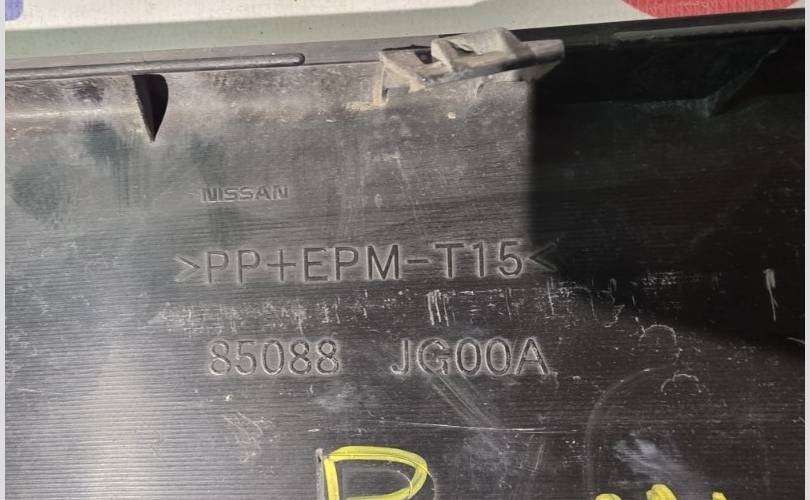 NISSAN
>PP+EPM-T15<
85088 JG00A
R